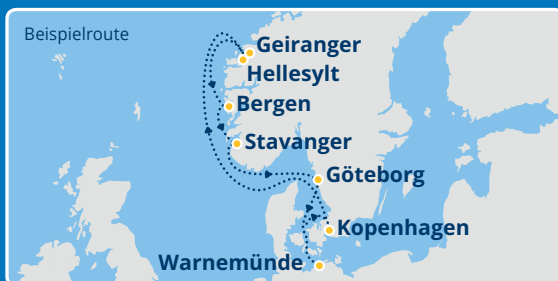 Beispielroute
Geiranger
Hellesylt
Bergen
Stavanger
Göteborg
Kopenhagen
Warnemünde